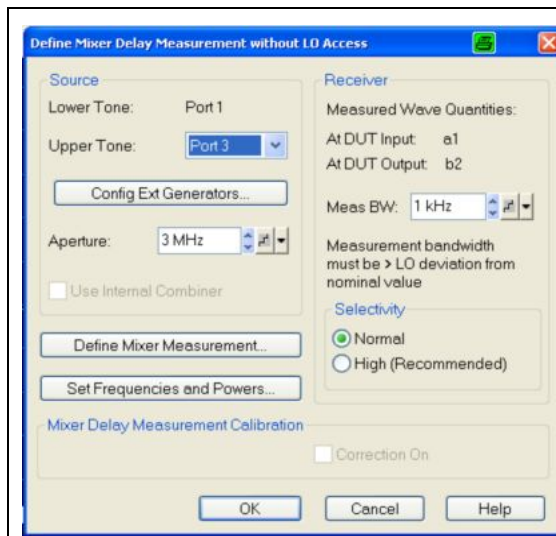 Define Mixer Delay Measurement without LO Access
Source
Lower Tone: Port 1
Upper Tone: Port 3
Config Ext Generators...
Aperture: 3 MHz
Use Internal Combiner
Define Mixer Measurement...
Set Frequencies and Powers...
Receiver
Measured Wave Quantities:
At DUT Input: a1
At DUT Output: b2
Meas BW: 1 kHz
Measurement bandwidth
must be > LO deviation from
nominal value
Selectivity
Normal
High (Recommended)
Mixer Delay Measurement Calibration
Correction On
OK Cancel Help